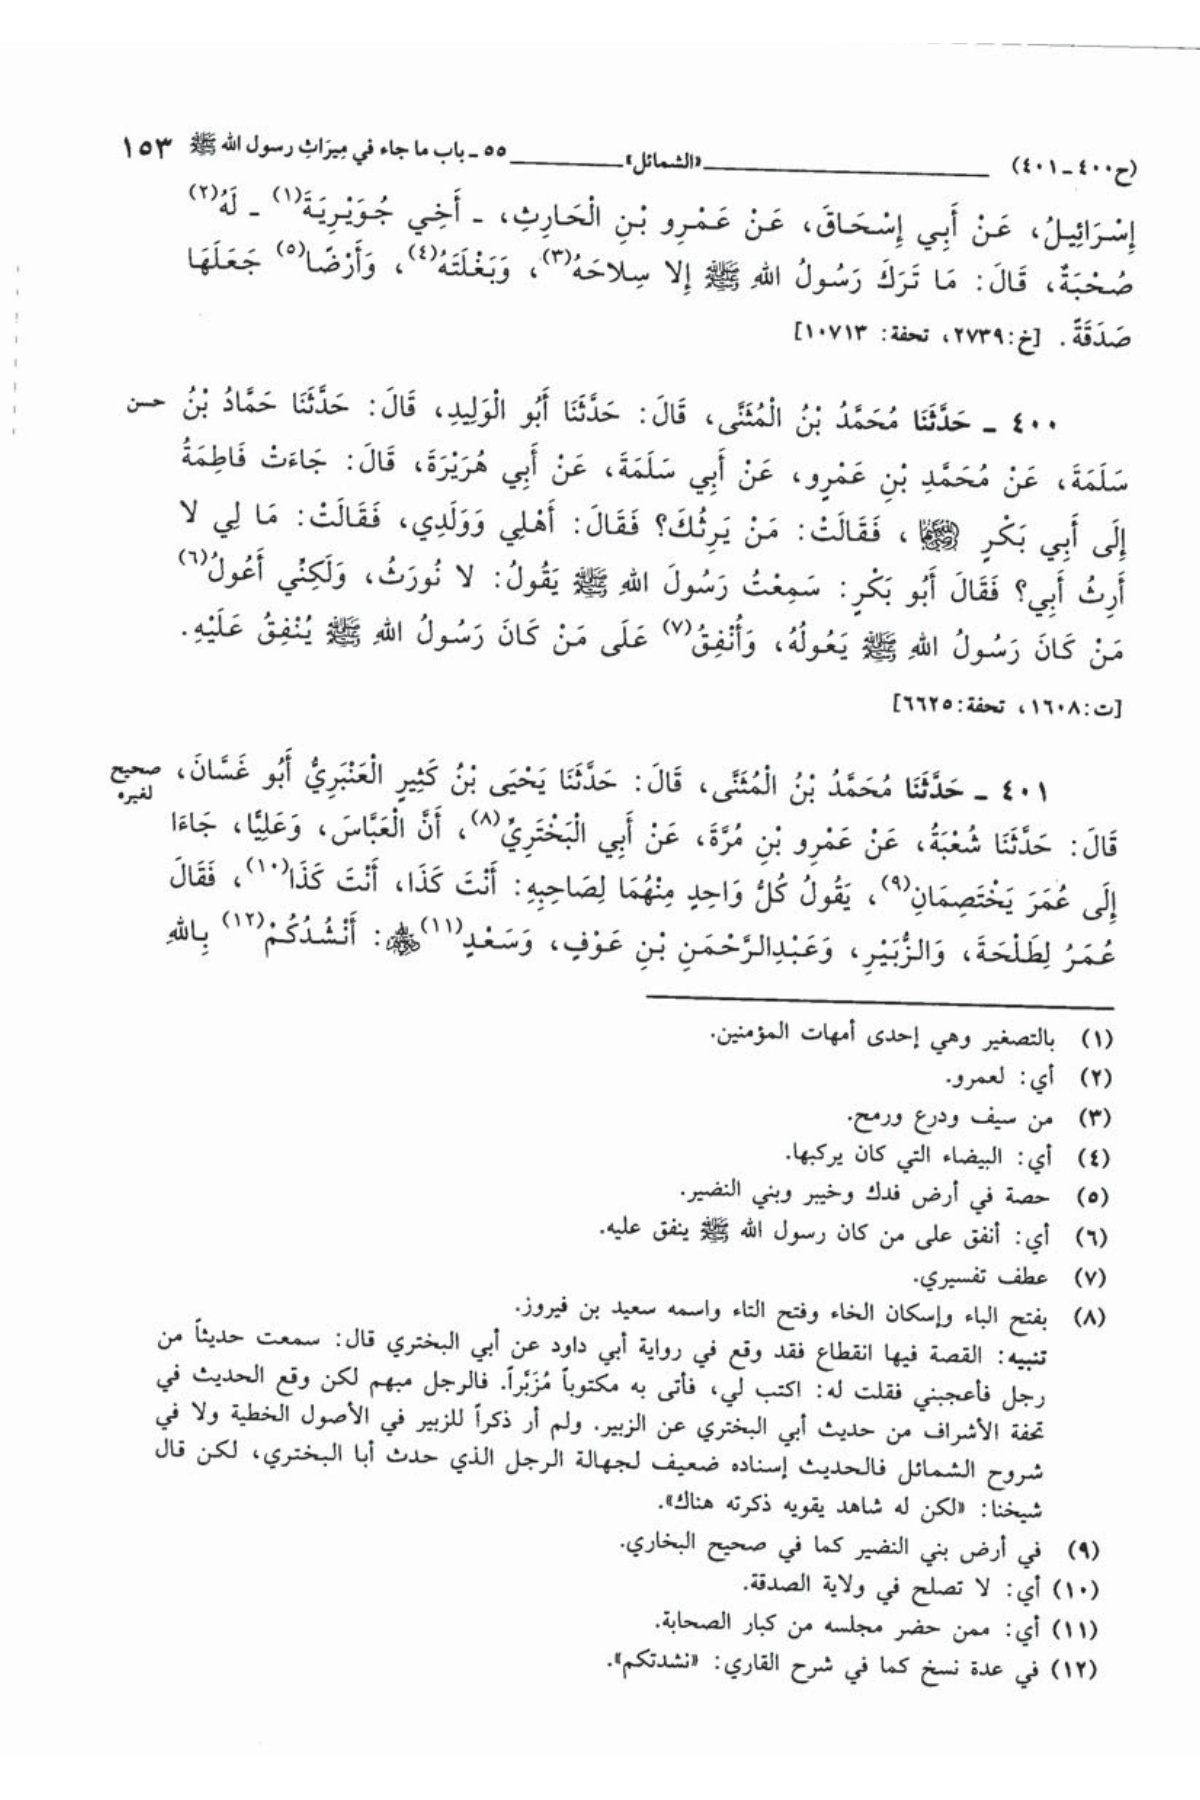 (ح٤٠٠ـ٤٠١) «الشمائل» ٥٥ ـ باب ما جاء في مِيرَاثِ رسول الله ﷺ ١٥٣
إِسْرَائِيلُ، عَنْ أَبِي إِسْحَاقَ، عَنْ عَمْرِو بْنِ الْحَارِثِ، ـ أَخِي جُوَيْرِيَةَ(١) ـ لَهُ(٢)
صُحْبَةٌ، قَالَ: مَا تَرَكَ رَسُولُ اللهِ ﷺ إِلا سِلاحَهُ(٣)، وَبَغْلَتَهُ(٤)، وَأَرْضًا(٥) جَعَلَهَا
صَدَقَةً. [خ:٢٧٣٩، تحفة: ١٠٧١٣]
٤٠٠ ـ حَدَّثَنَا مُحَمَّدُ بْنُ الْمُثَنَّى، قَالَ: حَدَّثَنَا أَبُو الْوَلِيدِ، قَالَ: حَدَّثَنَا حَمَّادُ بْنُ حسن
سَلَمَةَ، عَنْ مُحَمَّدِ بْنِ عَمْرٍو، عَنْ أَبِي سَلَمَةَ، عَنْ أَبِي هُرَيْرَةَ، قَالَ: جَاءَتْ فَاطِمَةُ
إِلَى أَبِي بَكْرٍ رضي الله عنهما، فَقَالَتْ: مَنْ يَرِثُكَ؟ فَقَالَ: أَهْلِي وَوَلَدِي، فَقَالَتْ: مَا لِي لا
أَرِثُ أَبِي؟ فَقَالَ أَبُو بَكْرٍ: سَمِعْتُ رَسُولَ اللهِ ﷺ يَقُولُ: لا نُورَثُ، وَلَكِنِّي أَعُولُ(٦)
مَنْ كَانَ رَسُولُ اللهِ ﷺ يَعُولُهُ، وَأُنْفِقُ(٧) عَلَى مَنْ كَانَ رَسُولُ اللهِ ﷺ يُنْفِقُ عَلَيْهِ.
[ت:١٦٠٨، تحفة:٦٦٢٥]
٤٠١ ـ حَدَّثَنَا مُحَمَّدُ بْنُ الْمُثَنَّى، قَالَ: حَدَّثَنَا يَحْيَى بْنُ كَثِيرٍ الْعَنْبَرِيُّ أَبُو غَسَّانَ، صحيح لغيره
قَالَ: حَدَّثَنَا شُعْبَةُ، عَنْ عَمْرِو بْنِ مُرَّةَ، عَنْ أَبِي الْبَخْتَرِيِّ(٨)، أَنَّ الْعَبَّاسَ، وَعَلِيًّا، جَاءَا
إِلَى عُمَرَ يَخْتَصِمَانِ(٩)، يَقُولُ كُلُّ وَاحِدٍ مِنْهُمَا لِصَاحِبِهِ: أَنْتَ كَذَا، أَنْتَ كَذَا(١٠)، فَقَالَ
عُمَرُ لِطَلْحَةَ، وَالزُّبَيْرِ، وَعَبْدِالرَّحْمَنِ بْنِ عَوْفٍ، وَسَعْدٍ(١١) رضي الله عنهم: أَنْشُدُكُمْ(١٢) بِاللهِ
(١) بالتصغير وهي إحدى أمهات المؤمنين.
(٢) أي: لعمرو.
(٣) من سيف ودرع ورمح.
(٤) أي: البيضاء التي كان يركبها.
(٥) حصة في أرض فدك وخيبر وبني النضير.
(٦) أي: أنفق على من كان رسول الله ﷺ ينفق عليه.
(٧) عطف تفسيري.
(٨) بفتح الباء وإسكان الخاء وفتح التاء واسمه سعيد بن فيروز.
تنبيه: القصة فيها انقطاع فقد وقع في رواية أبي داود عن أبي البختري قال: سمعت حديثاً من
رجل فأعجبني فقلت له: اكتب لي، فأتى به مكتوباً مُزَبَّراً. فالرجل مبهم لكن وقع الحديث في
تحفة الأشراف من حديث أبي البختري عن الزبير. ولم أر ذكراً للزبير في الأصول الخطية ولا في
شروح الشمائل فالحديث إسناده ضعيف لجهالة الرجل الذي حدث أبا البختري، لكن قال
شيخنا: «لكن له شاهد يقويه ذكرته هناك».
(٩) في أرض بني النضير كما في صحيح البخاري.
(١٠) أي: لا تصلح في ولاية الصدقة.
(١١) أي: ممن حضر مجلسه من كبار الصحابة.
(١٢) في عدة نسخ كما في شرح القاري: «نشدتكم».